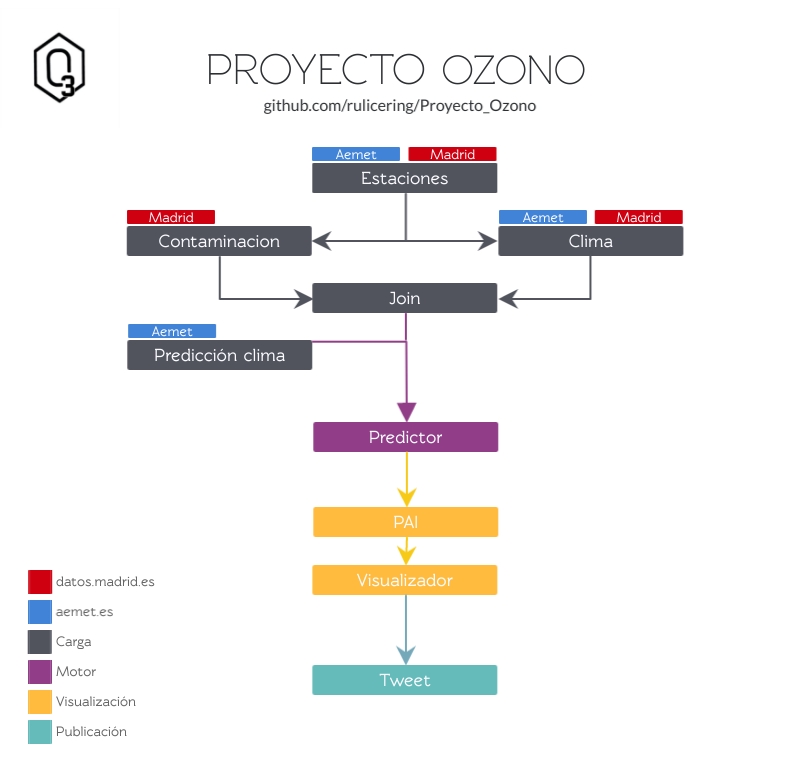 O3
PROYECTO OZONO
github.com/rulicering/Proyecto_Ozono
Aemet Madrid
Estaciones
Madrid
Contaminacion
Aemet Madrid
Clima
Join
Aemet
Predicción clima
Predictor
PAI
Visualizador
Tweet
datos.madrid.es
aemet.es
Carga
Motor
Visualización
Publicación